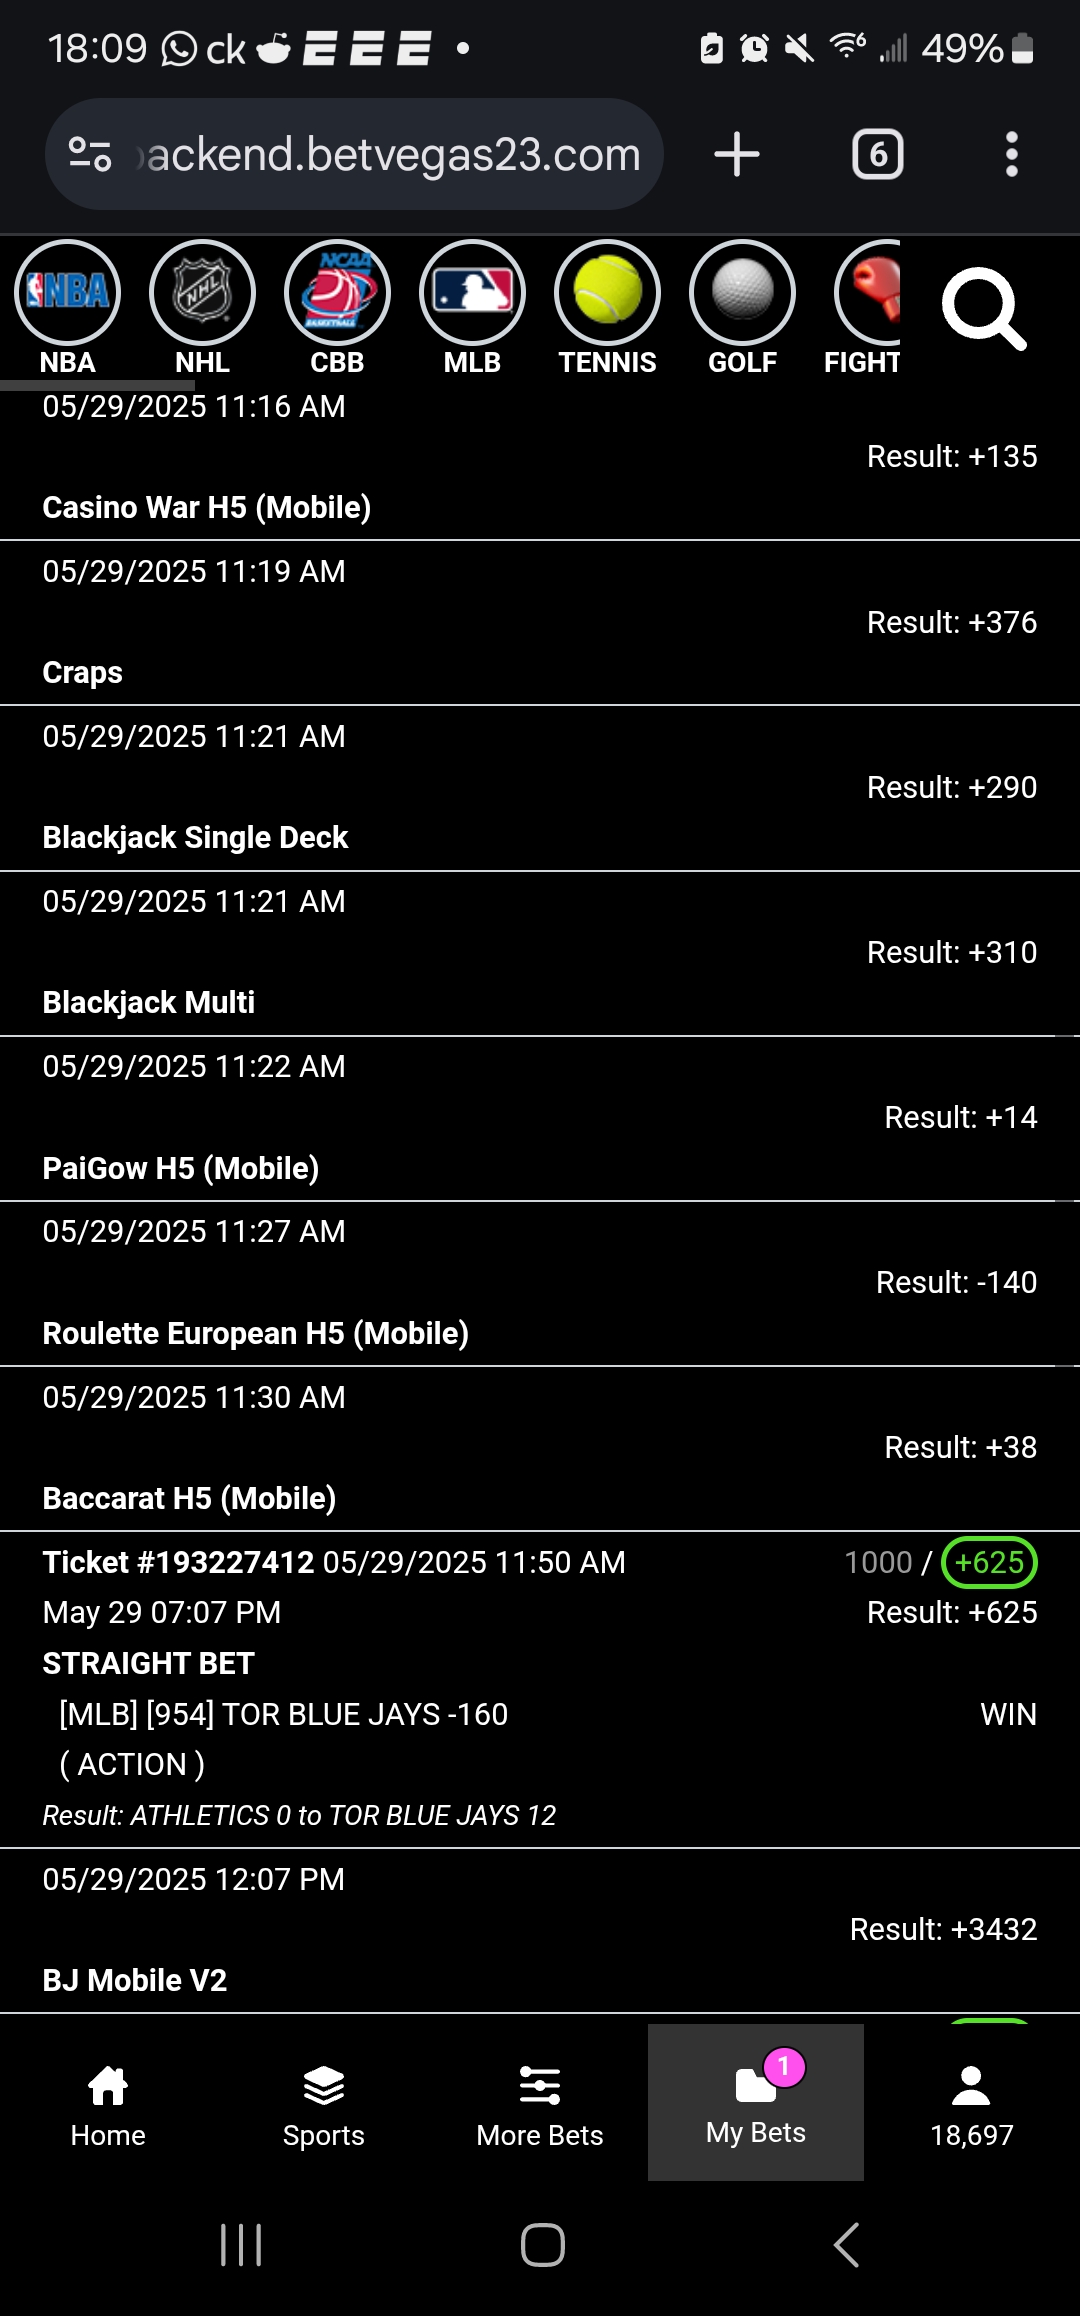 18:09 ck 49%
ackend.betvegas23.com 6
NBA NHL NCAA BASKETBALL
NBA NHL CBB MLB TENNIS GOLF FIGHT
05/29/2025 11:16 AM
Result: +135
Casino War H5 (Mobile)
05/29/2025 11:19 AM
Result: +376
Craps
05/29/2025 11:21 AM
Result: +290
Blackjack Single Deck
05/29/2025 11:21 AM
Result: +310
Blackjack Multi
05/29/2025 11:22 AM
Result: +14
PaiGow H5 (Mobile)
05/29/2025 11:27 AM
Result: -140
Roulette European H5 (Mobile)
05/29/2025 11:30 AM
Result: +38
Baccarat H5 (Mobile)
Ticket #193227412 05/29/2025 11:50 AM 1000 / +625
May 29 07:07 PM Result: +625
STRAIGHT BET
[MLB] [954] TOR BLUE JAYS -160 WIN
( ACTION )
Result: ATHLETICS 0 to TOR BLUE JAYS 12
05/29/2025 12:07 PM
Result: +3432
BJ Mobile V2
1
Home Sports More Bets My Bets 18,697